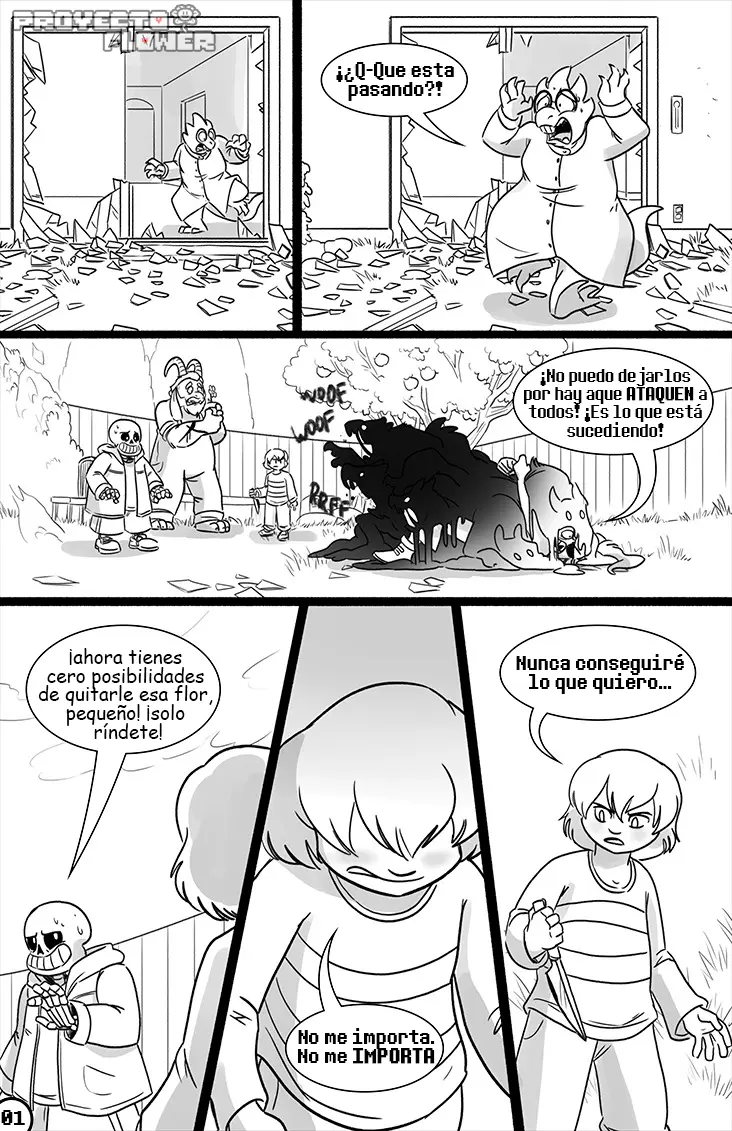 PROYECTO
FLOWER
¡¿Q-Que esta
pasando?!
WOOF
WOOF
RRFF
¡No puedo dejarlos
por hay aque ATAQUEN a
todos! ¡Es lo que está
sucediendo!
¡ahora tienes
cero posibilidades
de quitarle esa flor,
pequeño! ¡solo
ríndete!
No me importa.
No me IMPORTA
Nunca conseguiré
lo que quiero...
01